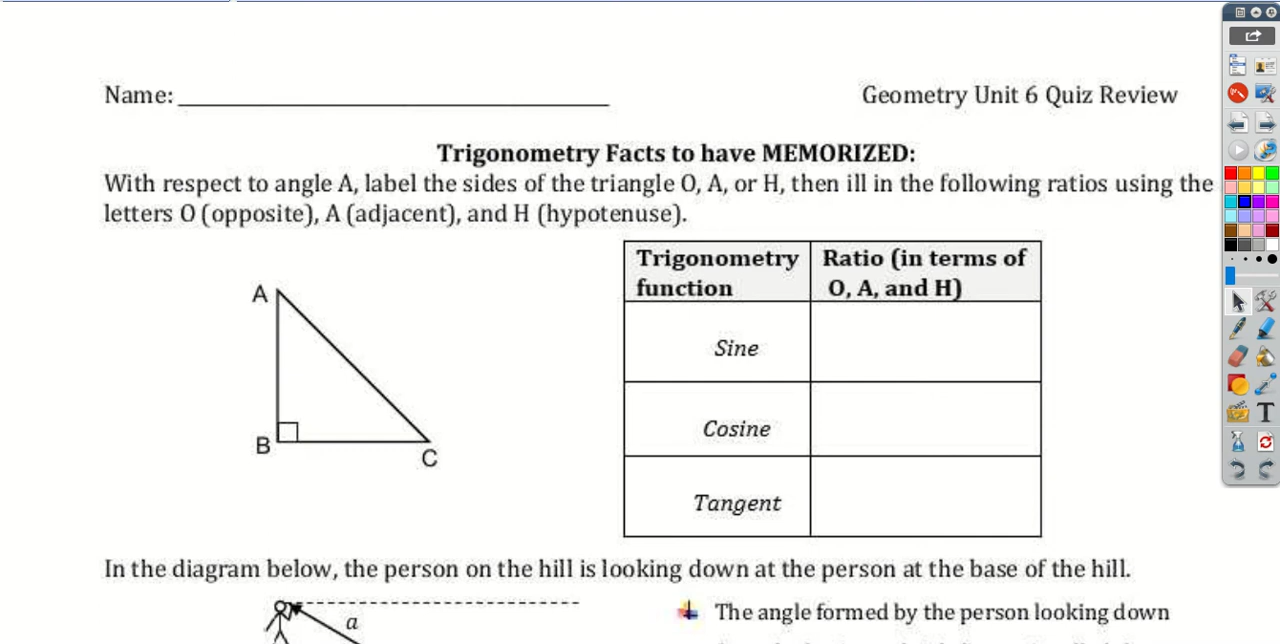 Name: ________________ Geometry Unit 6 Quiz Review
Trigonometry Facts to have MEMORIZED:
With respect to angle A, label the sides of the triangle O, A, or H, then ill in the following ratios using the
letters O (opposite), A (adjacent), and H (hypotenuse).
A
B
C
Trigonometry function
Ratio (in terms of O, A, and H)
Sine
Cosine
Tangent
In the diagram below, the person on the hill is looking down at the person at the base of the hill.
a
The angle formed by the person looking down
T